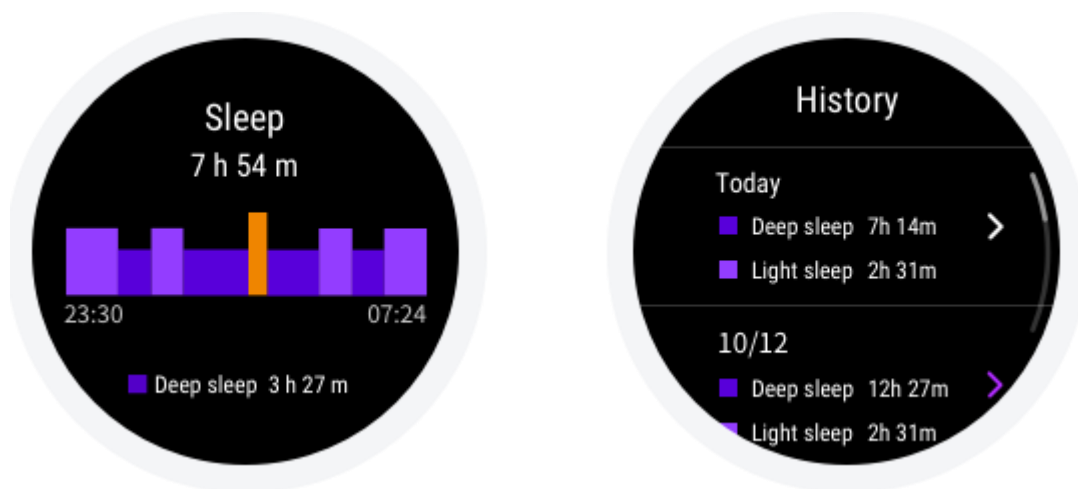 Sleep
7 h 54 m
23:30 07:24
Deep sleep 3 h 27 m
History
Today
Deep sleep 7h 14m
Light sleep 2h 31m
10/12
Deep sleep 12h 27m
Light sleep 2h 31m